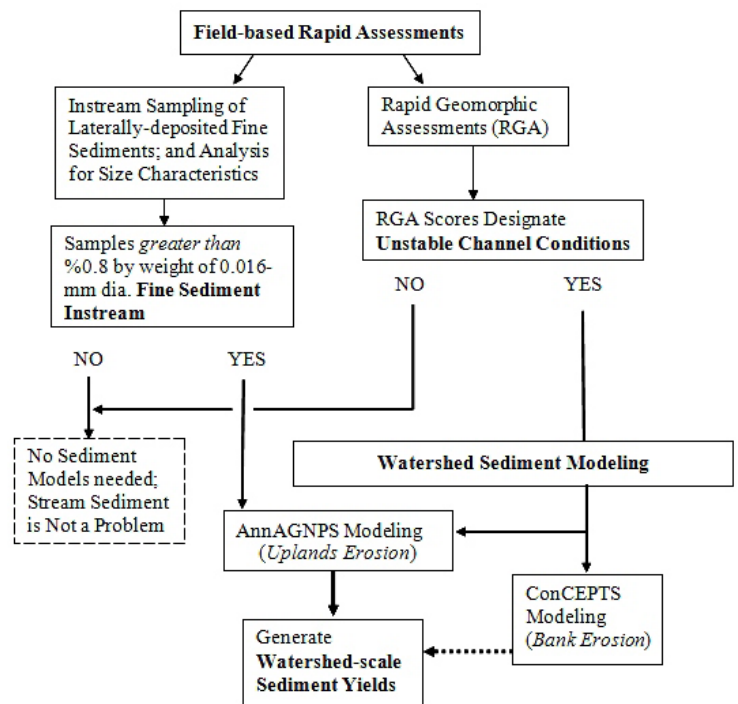 Field-based Rapid Assessments
Instream Sampling of
Laterally-deposited Fine
Sediments; and Analysis
for Size Characteristics
Rapid Geomorphic
Assessments (RGA)
Samples greater than
%0.8 by weight of 0.016-
mm dia. Fine Sediment
Instream
RGA Scores Designate
Unstable Channel Conditions
NO
YES
NO
YES
No Sediment
Models needed;
Stream Sediment
is Not a Problem
Watershed Sediment Modeling
AnnAGNPS Modeling
(Uplands Erosion)
ConCEPTS
Modeling
(Bank Erosion)
Generate
Watershed-scale
Sediment Yields